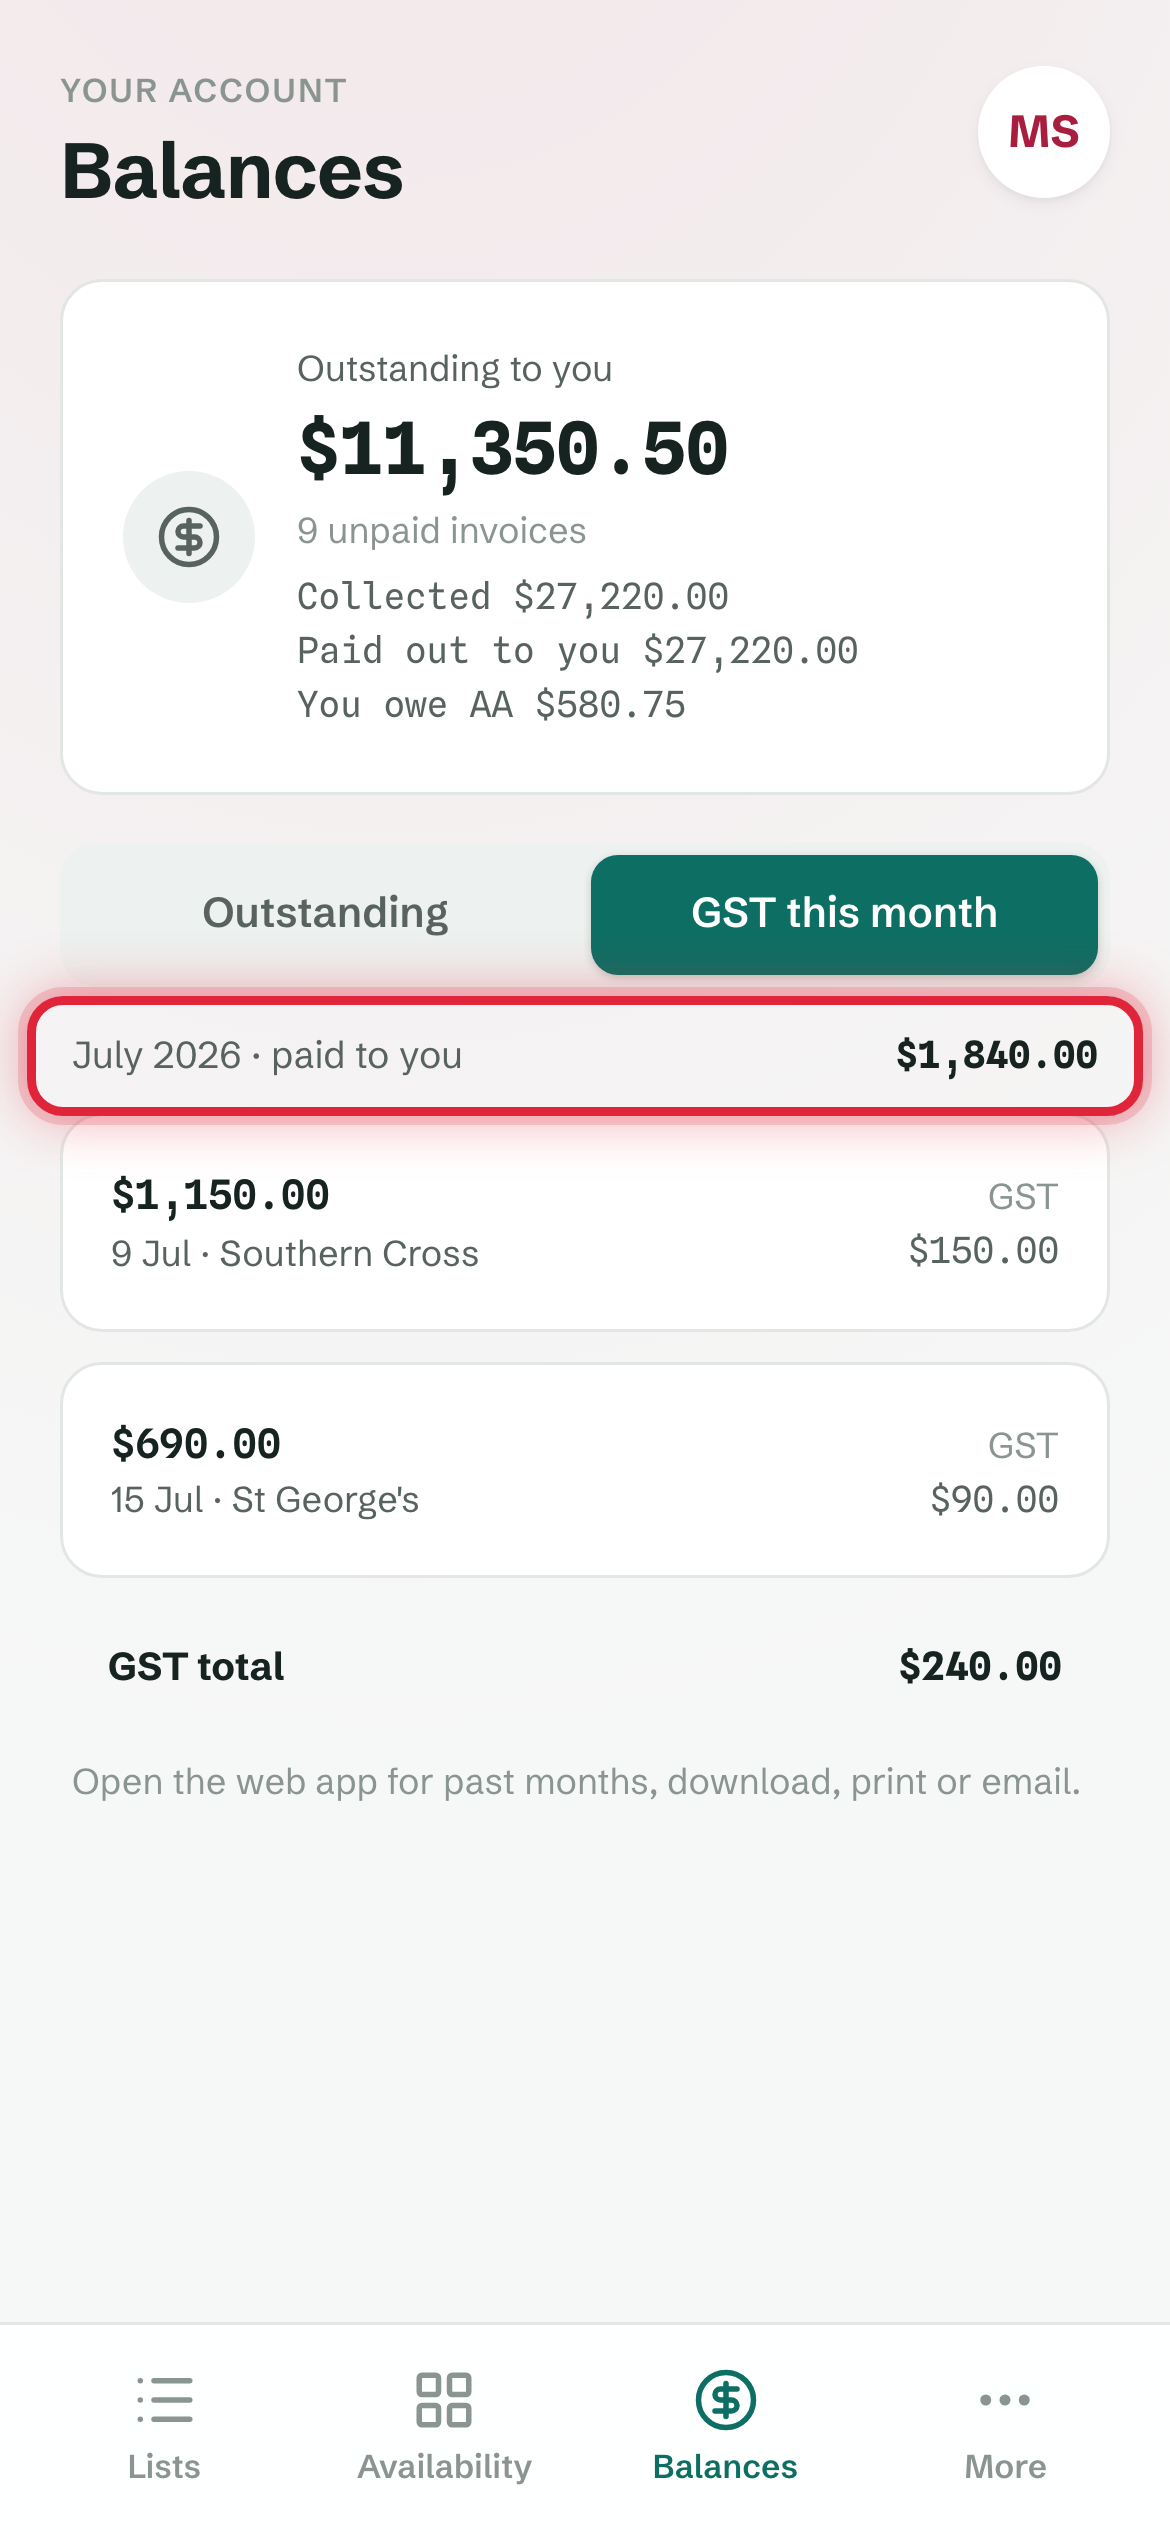 YOUR ACCOUNT
Balances
MS
Outstanding to you
$11,350.50
9 unpaid invoices
Collected $27,220.00
Paid out to you $27,220.00
You owe AA $580.75
Outstanding
GST this month
July 2026 · paid to you $1,840.00
$1,150.00 GST
9 Jul · Southern Cross $150.00
$690.00 GST
15 Jul · St George's $90.00
GST total $240.00
Open the web app for past months, download, print or email.
Lists Availability Balances More